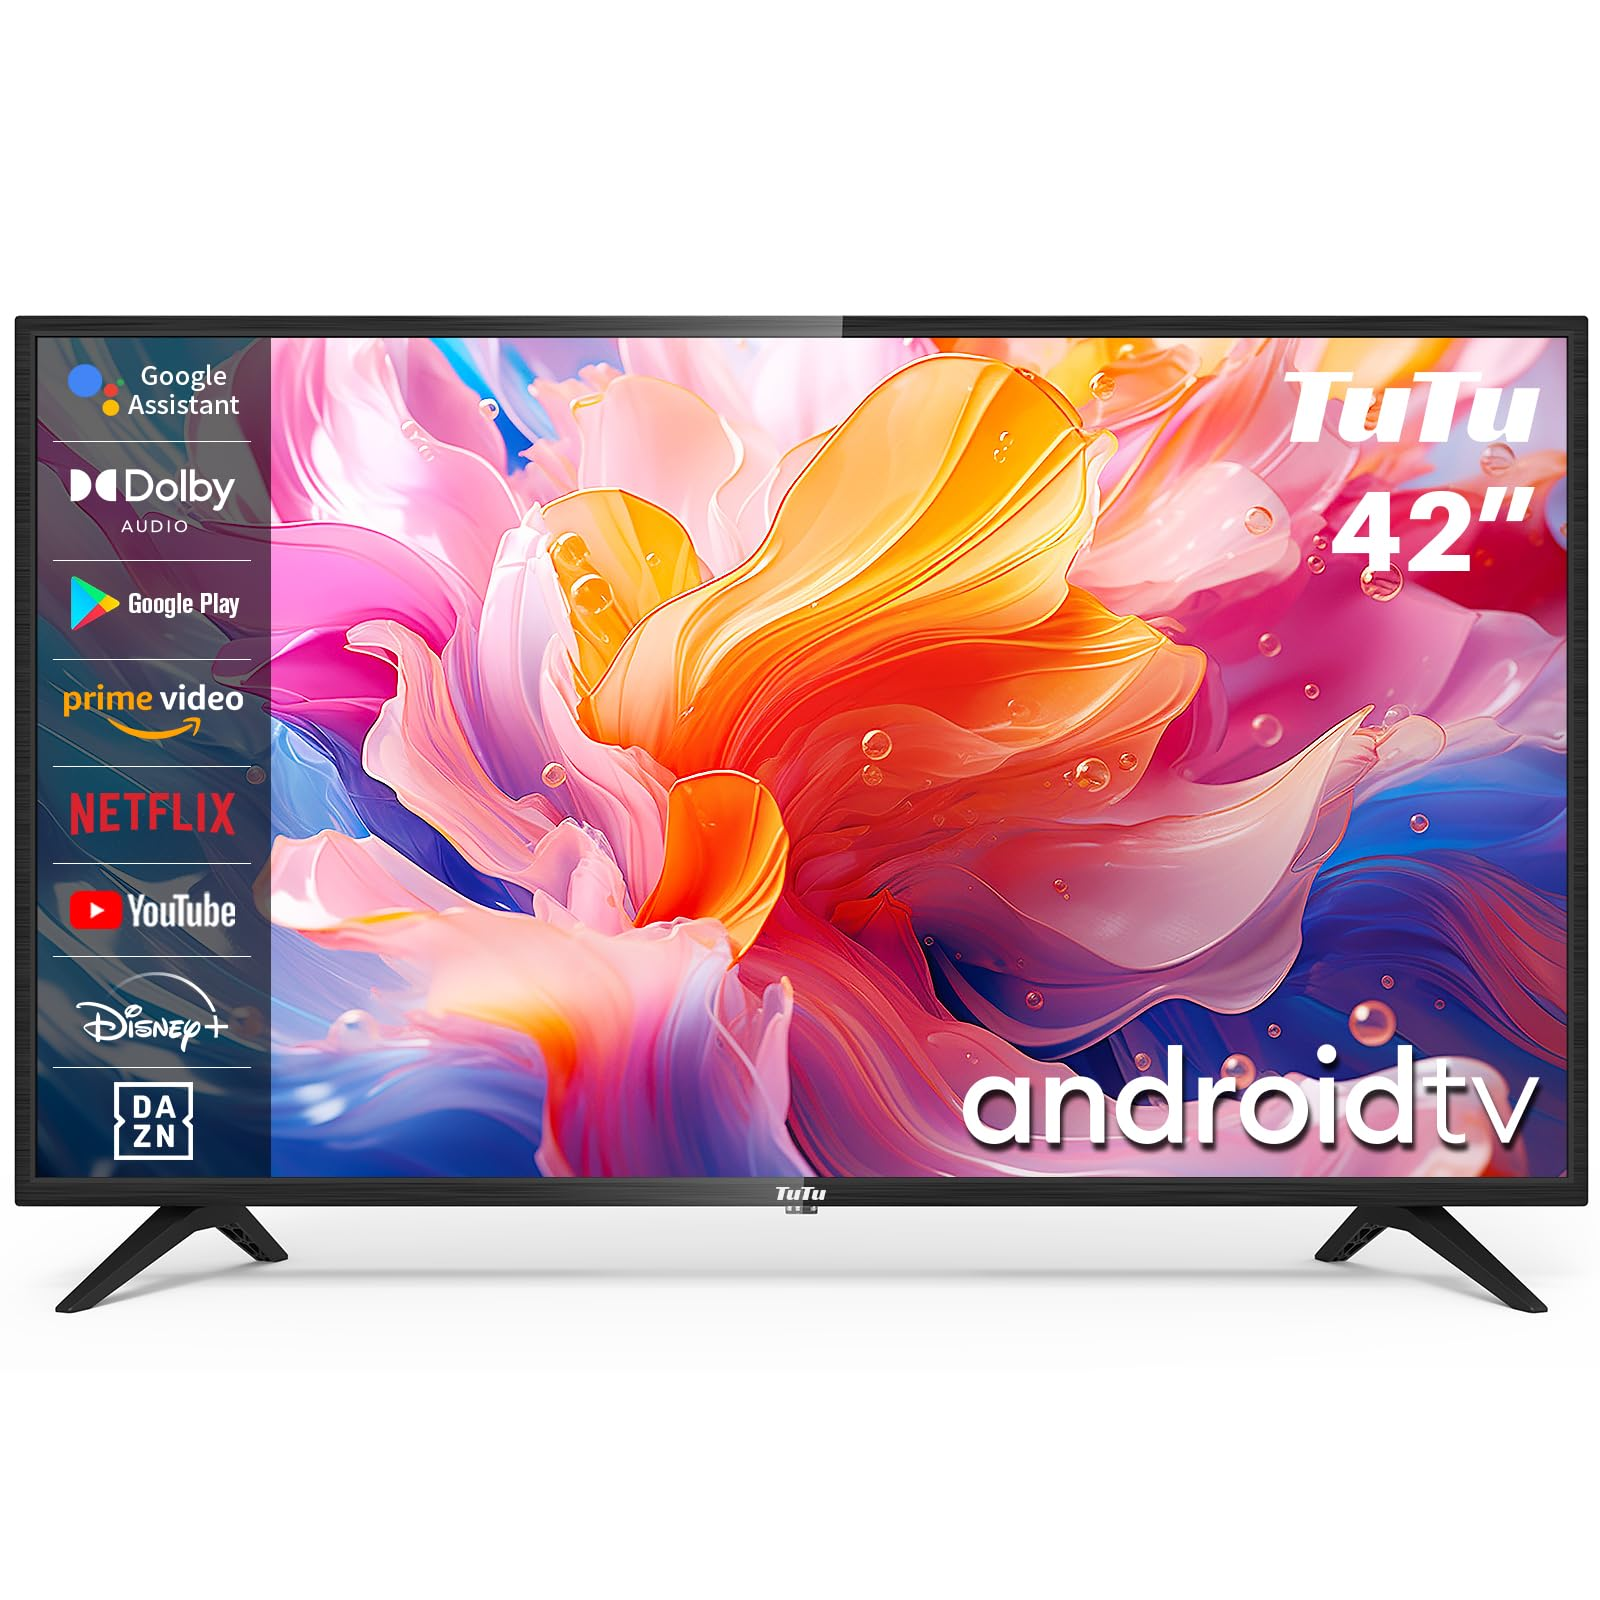 Google
Assistant
Dolby
AUDIO
Google Play
prime video
NETFLIX
YouTube
Disney+
DA
ZN
TuTu
42"
androidtv
TuTu